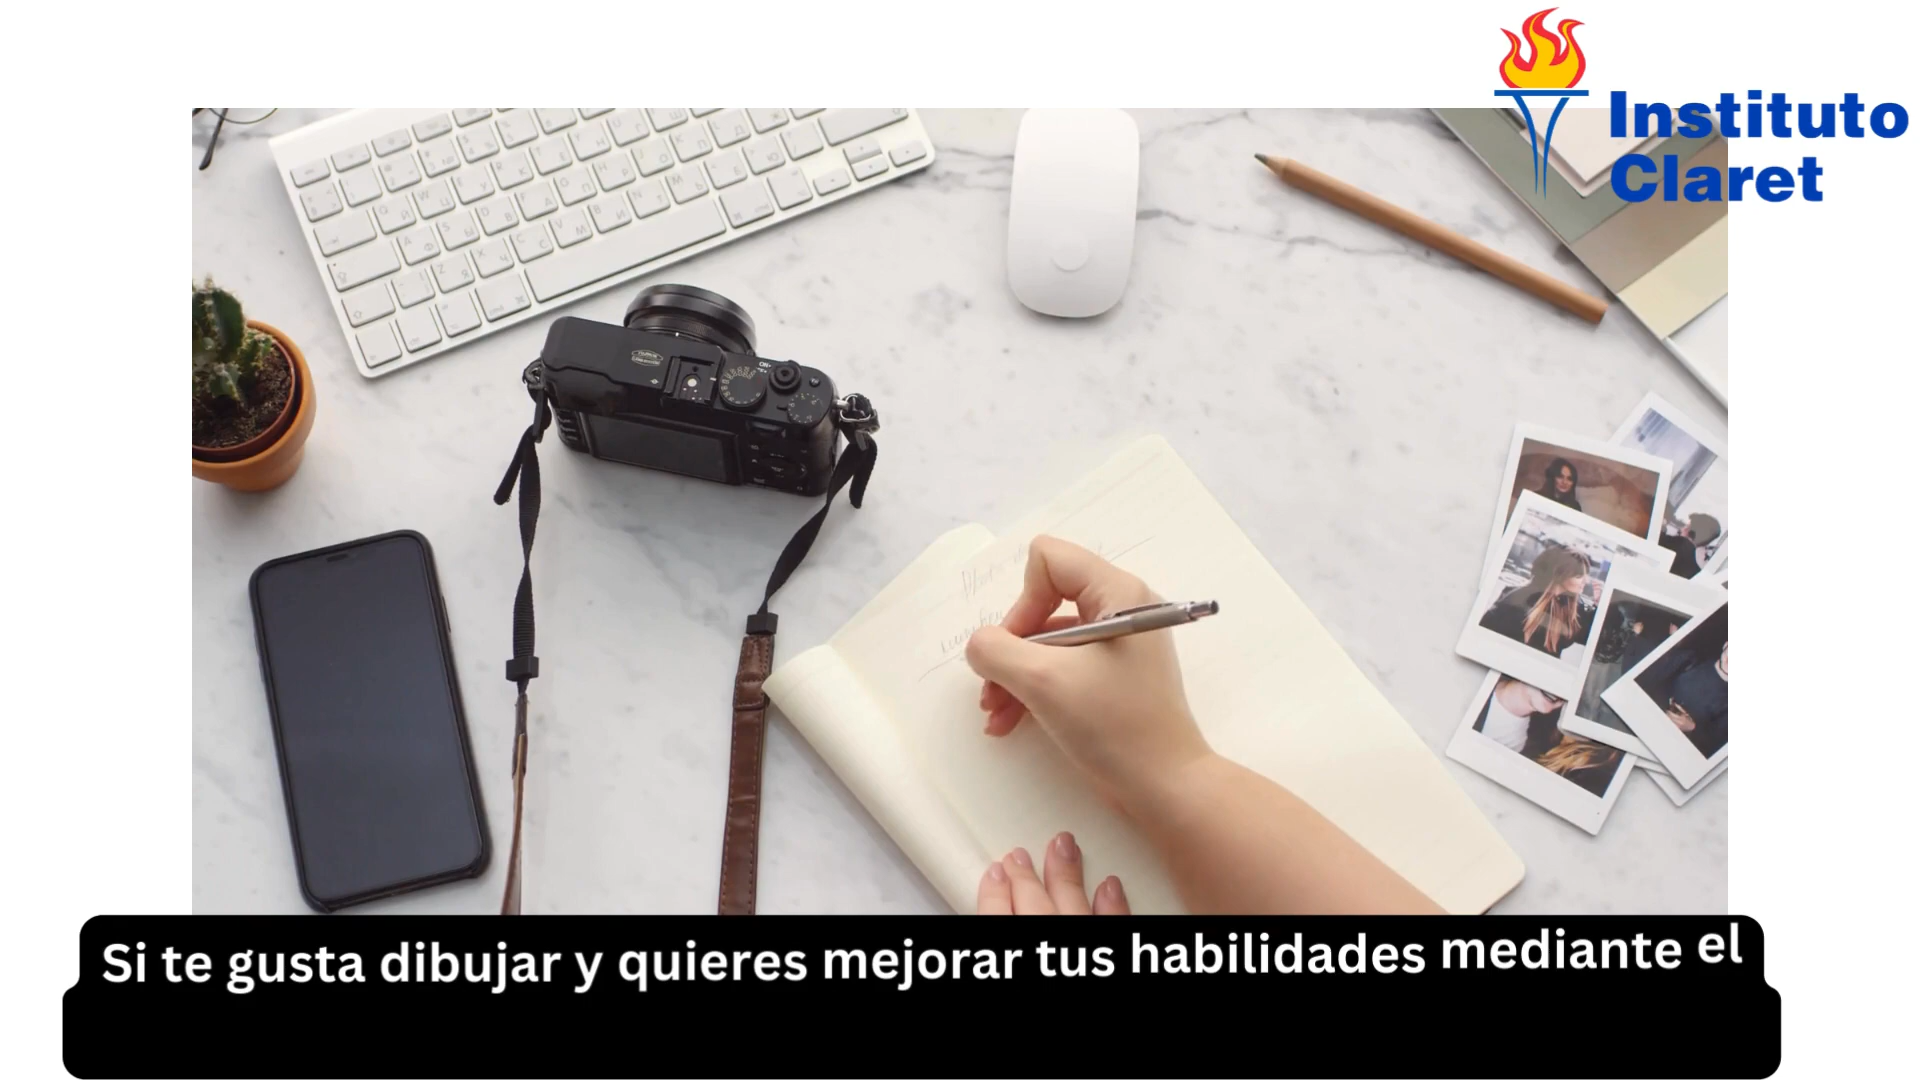 Instituto
Claret
Si te gusta dibujar y quieres mejorar tus habilidades mediante el